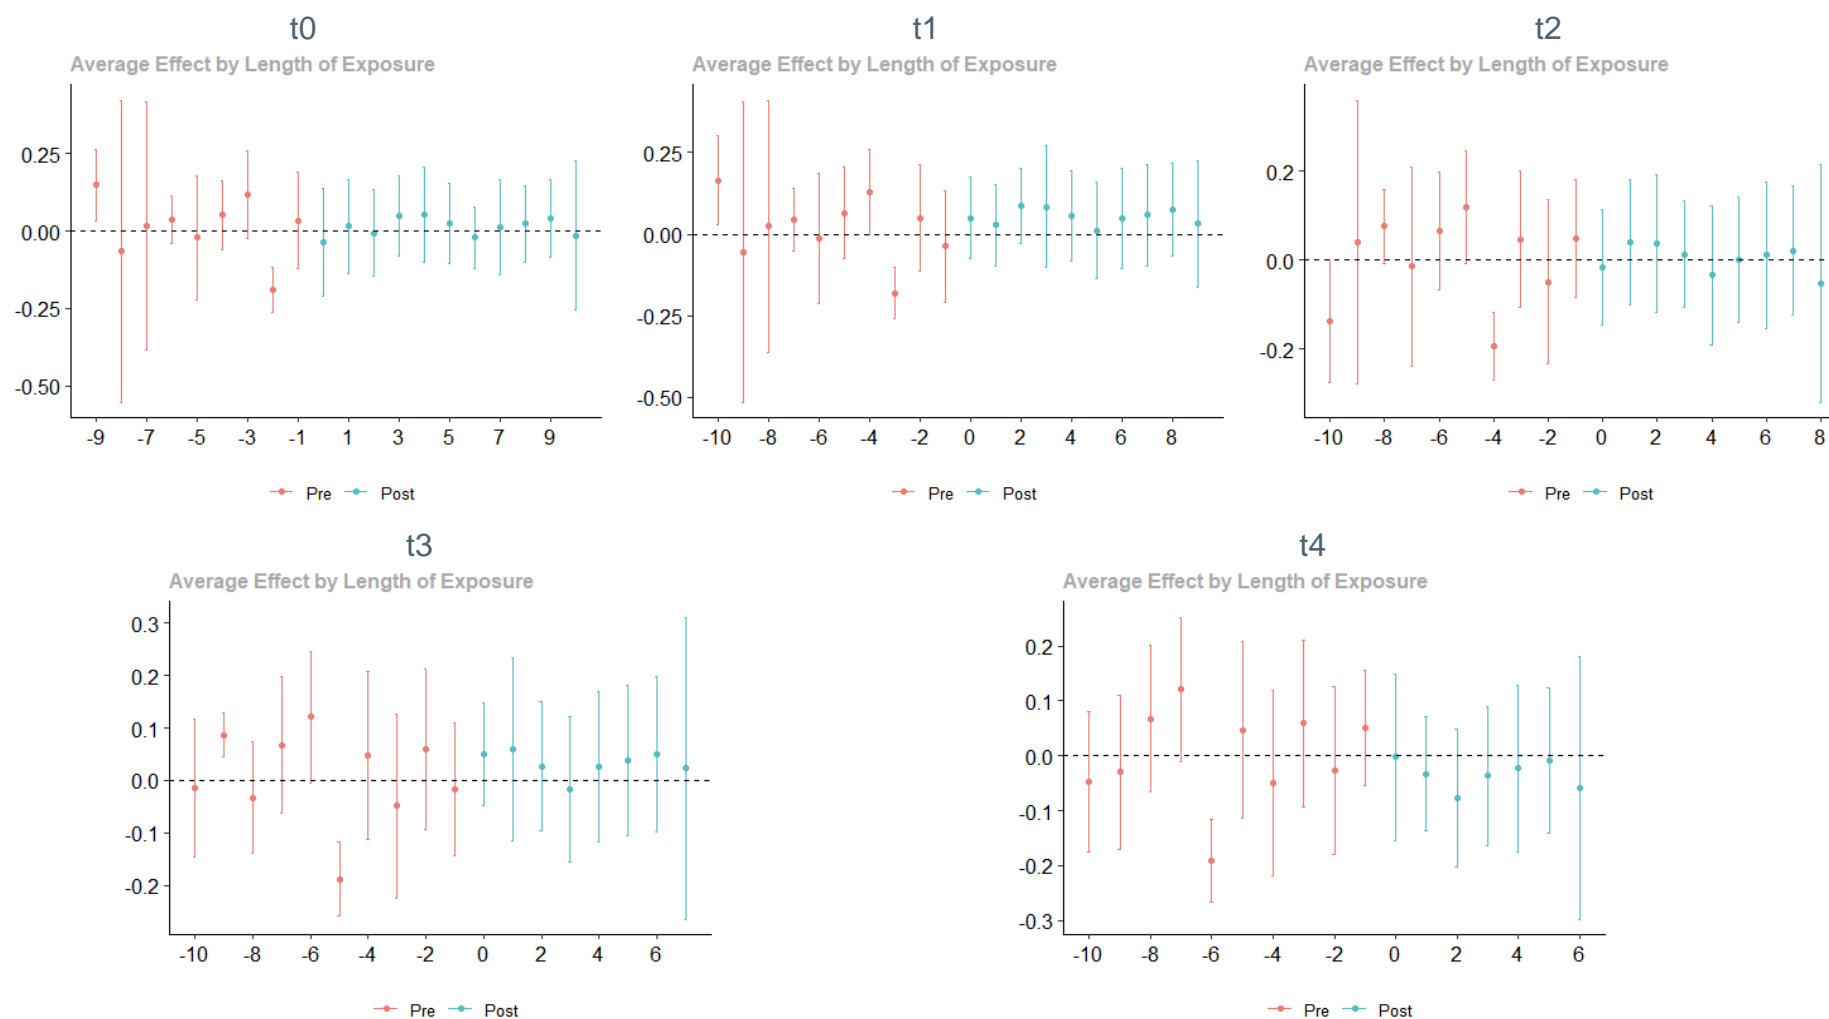 t0
Average Effect by Length of Exposure
0.25
0.00
-0.25
-0.50
-9 -7 -5 -3 -1 1 3 5 7 9
Pre Post
t1
Average Effect by Length of Exposure
0.25
0.00
-0.25
-0.50
-10 -8 -6 -4 -2 0 2 4 6 8
Pre Post
t2
Average Effect by Length of Exposure
0.2
0.0
-0.2
-10 -8 -6 -4 -2 0 2 4 6 8
Pre Post
t3
Average Effect by Length of Exposure
0.3
0.2
0.1
0.0
-0.1
-0.2
-10 -8 -6 -4 -2 0 2 4 6
Pre Post
t4
Average Effect by Length of Exposure
0.2
0.1
0.0
-0.1
-0.2
-0.3
-10 -8 -6 -4 -2 0 2 4 6
Pre Post